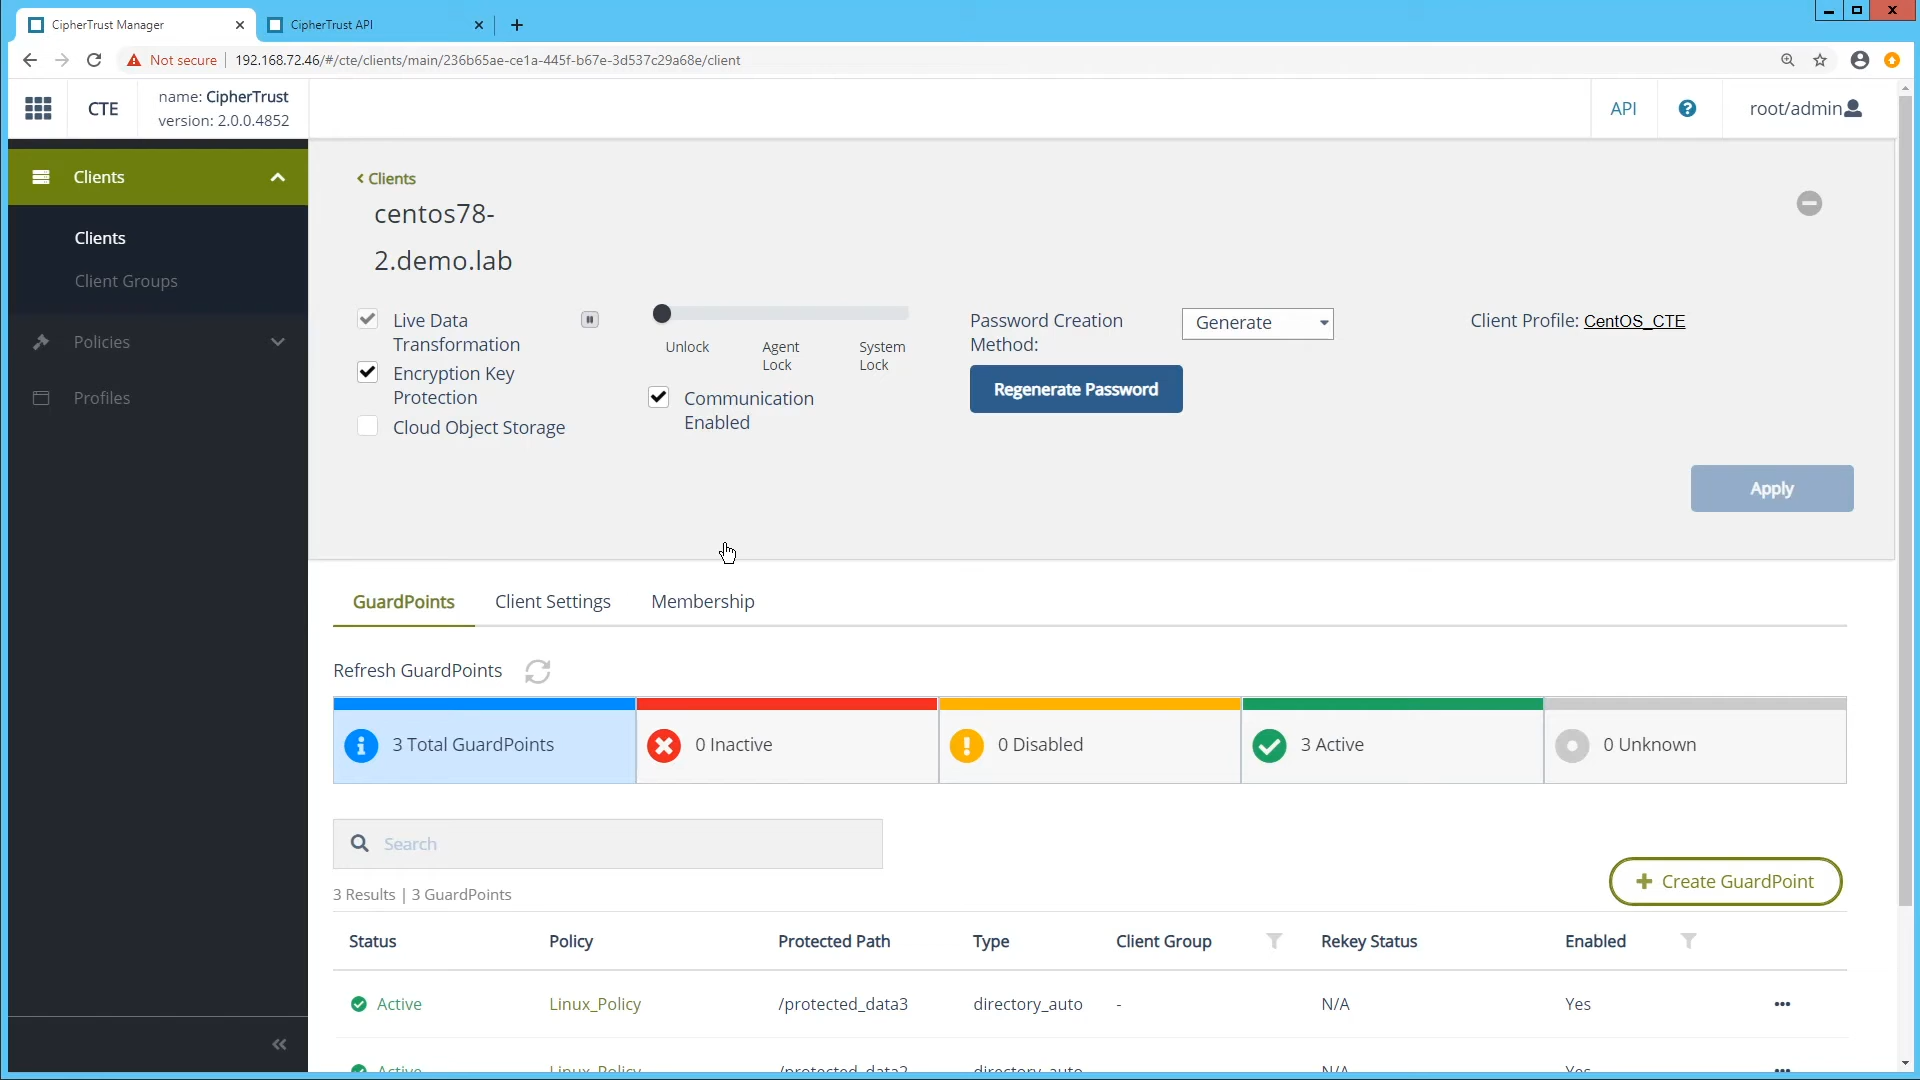 CipherTrust Manager
CipherTrust API
Not secure
192.168.72.46/#/cte/clients/main/236b65ae-ce1a-445f-b67e-3d537c29a68e/client
CTE
name: CipherTrust
version: 2.0.0.4852
API
?
root/admin
Clients
Clients
Client Groups
Policies
Profiles
< Clients
centos78-
2.demo.lab
Live Data
Transformation
Encryption Key
Protection
Cloud Object Storage
Unlock
Agent
Lock
System
Lock
Communication
Enabled
Password Creation
Method:
Generate
Regenerate Password
Client Profile: CentOS_CTE
Apply
GuardPoints
Client Settings
Membership
Refresh GuardPoints
3 Total GuardPoints
0 Inactive
0 Disabled
3 Active
0 Unknown
Search
3 Results | 3 GuardPoints
+ Create GuardPoint
Status Policy Protected Path Type Client Group Rekey Status Enabled
Active Linux_Policy /protected_data3 directory_auto - N/A Yes
Active Linux_Policy /protected_data2 directory_auto N/A Yes